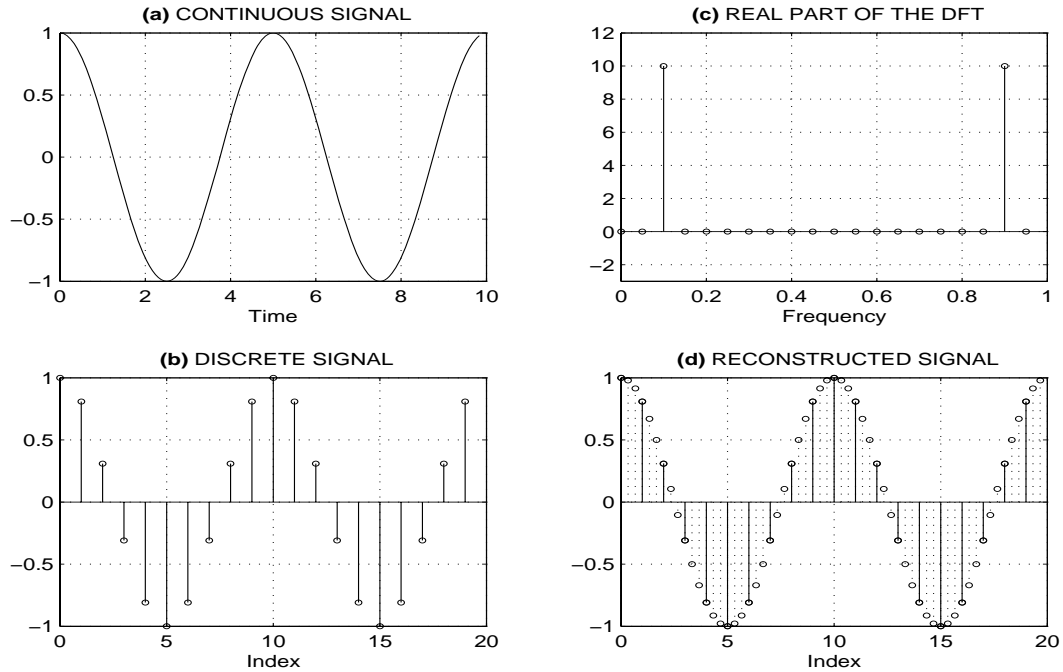 (a) CONTINUOUS SIGNAL
1
0.5
0
−0.5
−1
0 2 4 6 8 10
Time
(c) REAL PART OF THE DFT
12
10
8
6
4
2
0
−2
0 0.2 0.4 0.6 0.8 1
Frequency
(b) DISCRETE SIGNAL
1
0.5
0
−0.5
−1
0 5 10 15 20
Index
(d) RECONSTRUCTED SIGNAL
1
0.5
0
−0.5
−1
0 5 10 15 20
Index